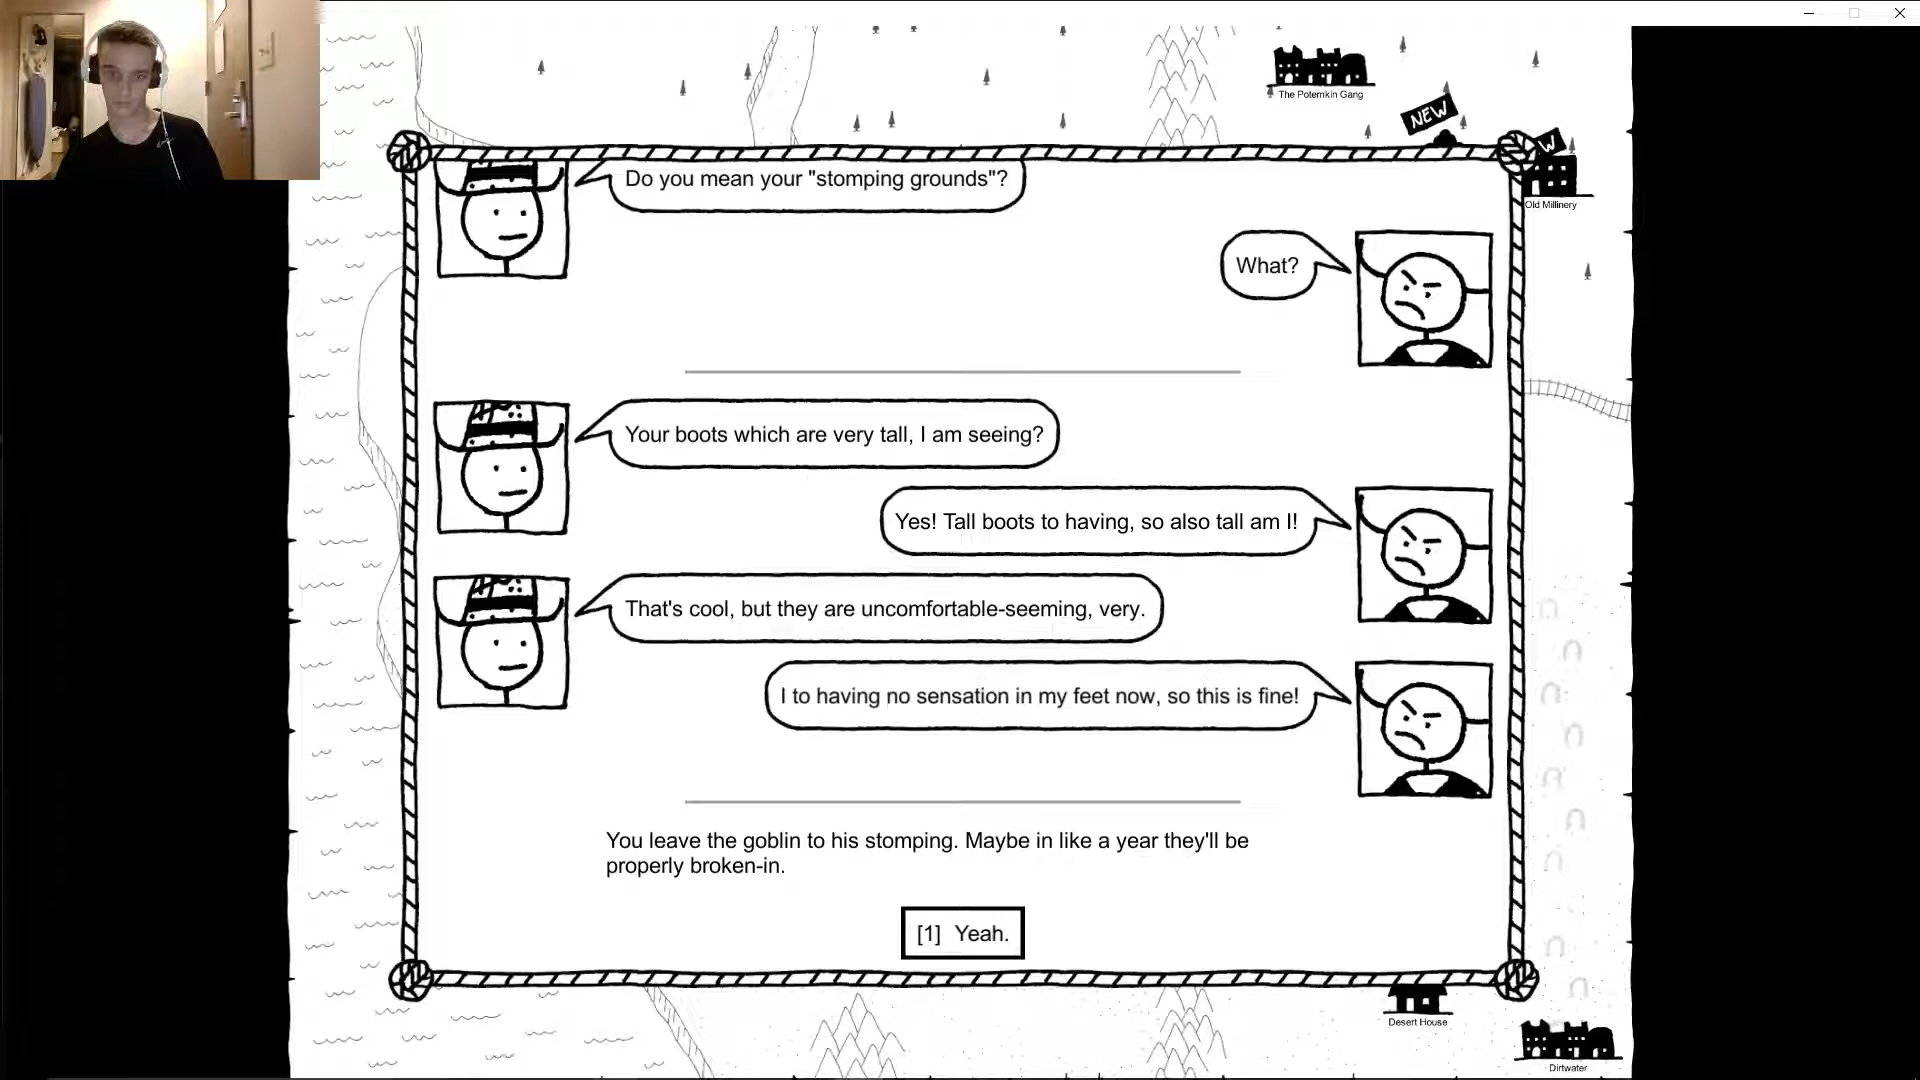 The Potemkin Gang
NEW
W
Old Millinery
Do you mean your "stomping grounds"?
What?
Your boots which are very tall, I am seeing?
Yes! Tall boots to having, so also tall am I!
That's cool, but they are uncomfortable-seeming, very.
I to having no sensation in my feet now, so this is fine!
You leave the goblin to his stomping. Maybe in like a year they'll be
properly broken-in.
[1] Yeah.
Desert House
Dirtwater